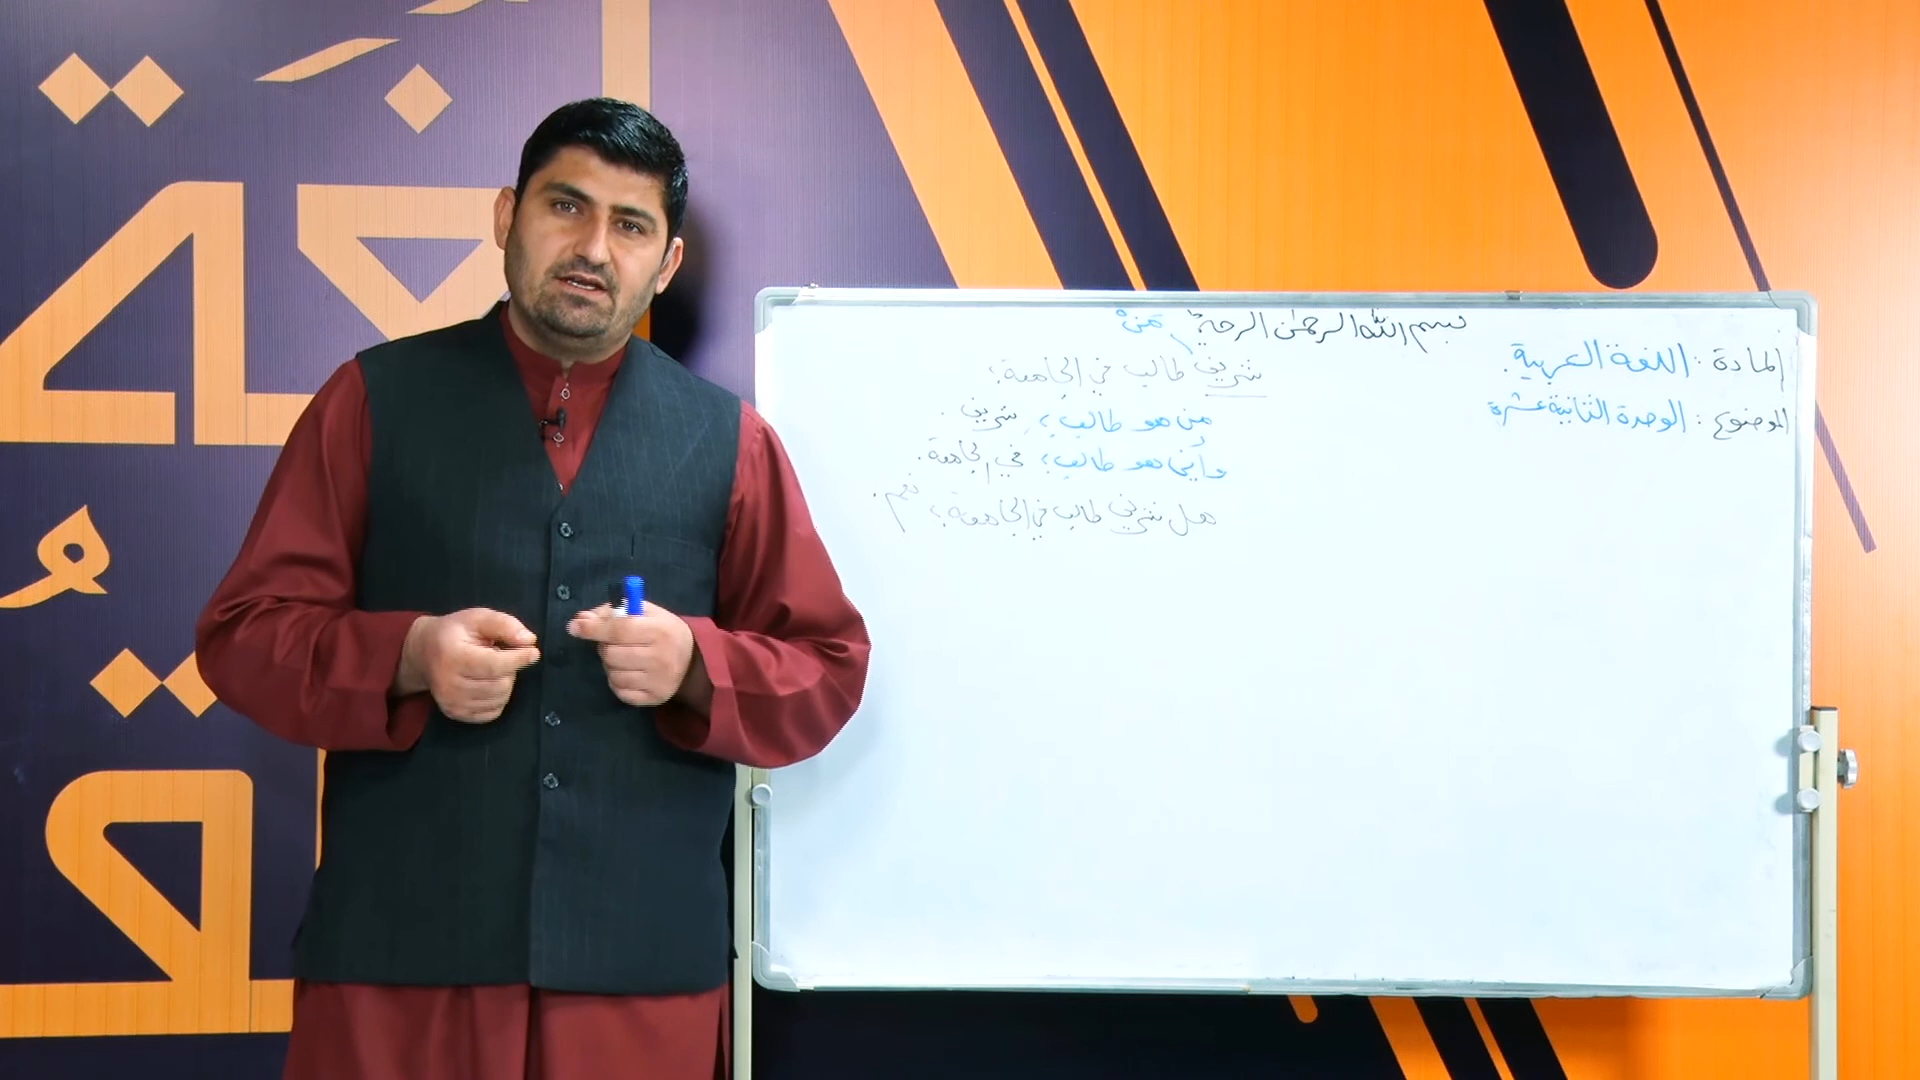 بسم الله الرحمن الرحيم
المادة : اللغة العربية.
الموضوع : الوحدة الثانية عشرة
مَنْ
شريف طالب في الجامعة؛
من هو طالب؟ شريف.
وأين هو طالب؟ في الجامعة.
هل شريف طالب في الجامعة؟ نعم.